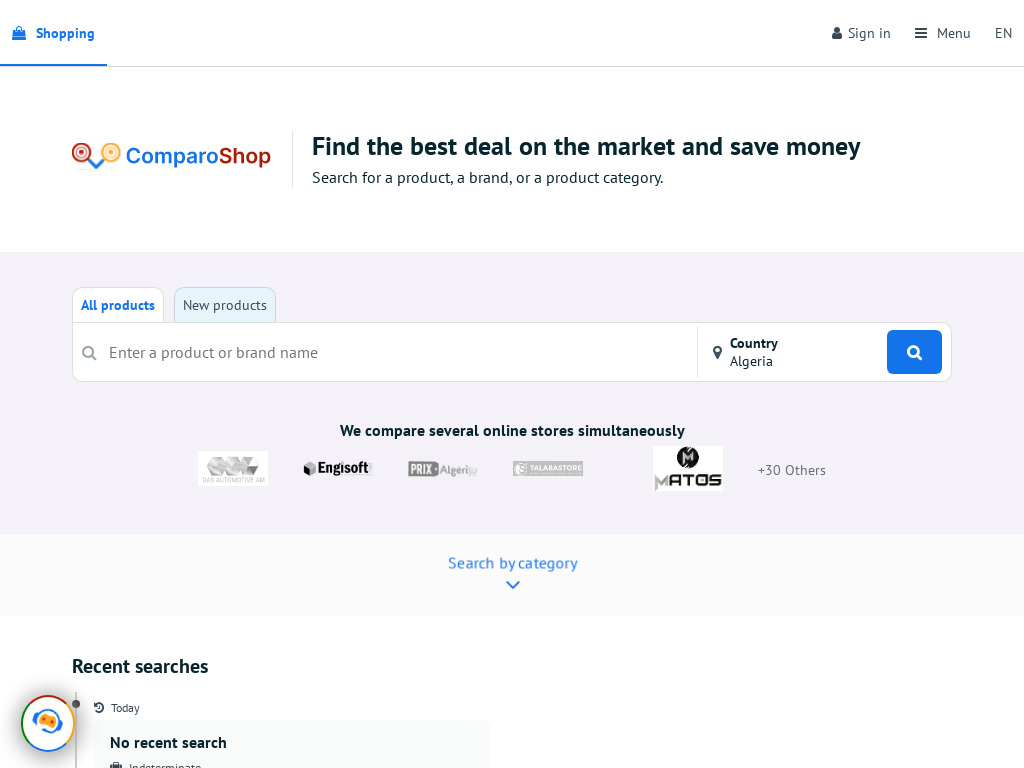 Shopping
Sign in
Menu
EN
ComparoShop
Find the best deal on the market and save money
Search for a product, a brand, or a product category.
All products
New products
Enter a product or brand name
Country
Algeria
We compare several online stores simultaneously
DAS AUTOMOTIVE AM
Engisoft
PRIX Algerie
TALABASTORE
MATOS
+30 Others
Search by category
Recent searches
Today
No recent search
Indeterminate